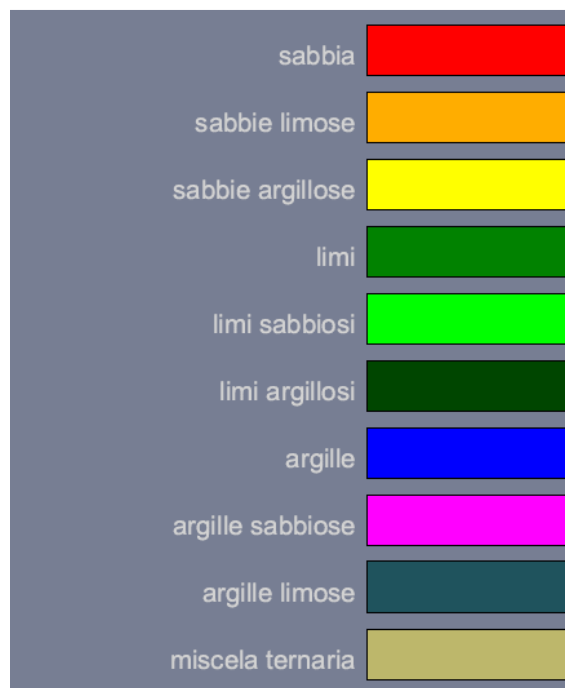 sabbia
sabbie limose
sabbie argillose
limi
limi sabbiosi
limi argillosi
argille
argille sabbiose
argille limose
miscela ternaria